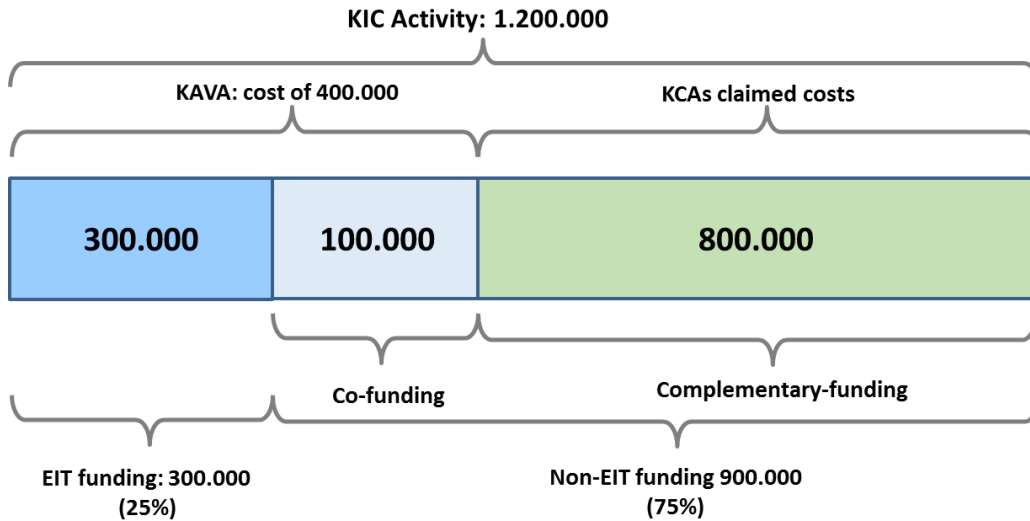 KIC Activity: 1.200.000
KAVA: cost of 400.000
KCAs claimed costs
300.000
100.000
800.000
Co-funding
Complementary-funding
EIT funding: 300.000
(25%)
Non-EIT funding 900.000
(75%)